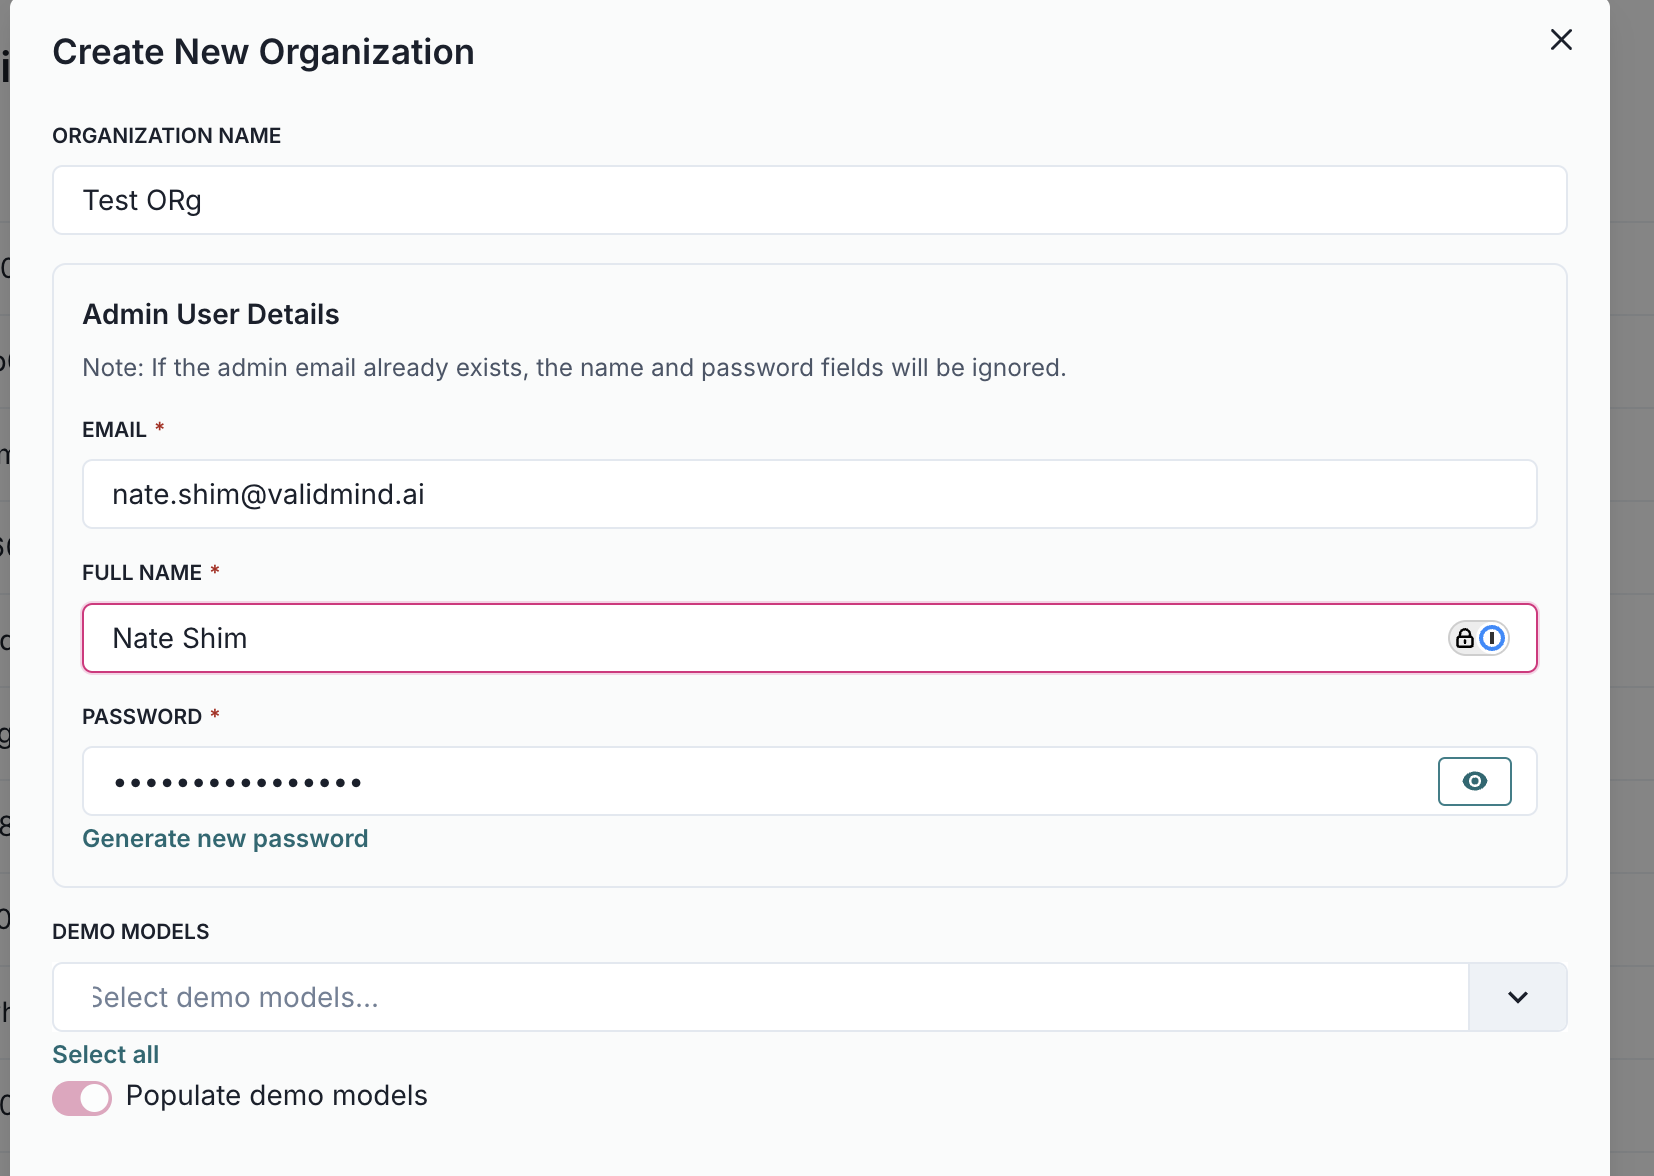 Create New Organization
ORGANIZATION NAME
Test ORg
Admin User Details
Note: If the admin email already exists, the name and password fields will be ignored.
EMAIL *
nate.shim@validmind.ai
FULL NAME *
Nate Shim
PASSWORD *
••••••••••••••••
Generate new password
DEMO MODELS
Select demo models...
Select all
Populate demo models